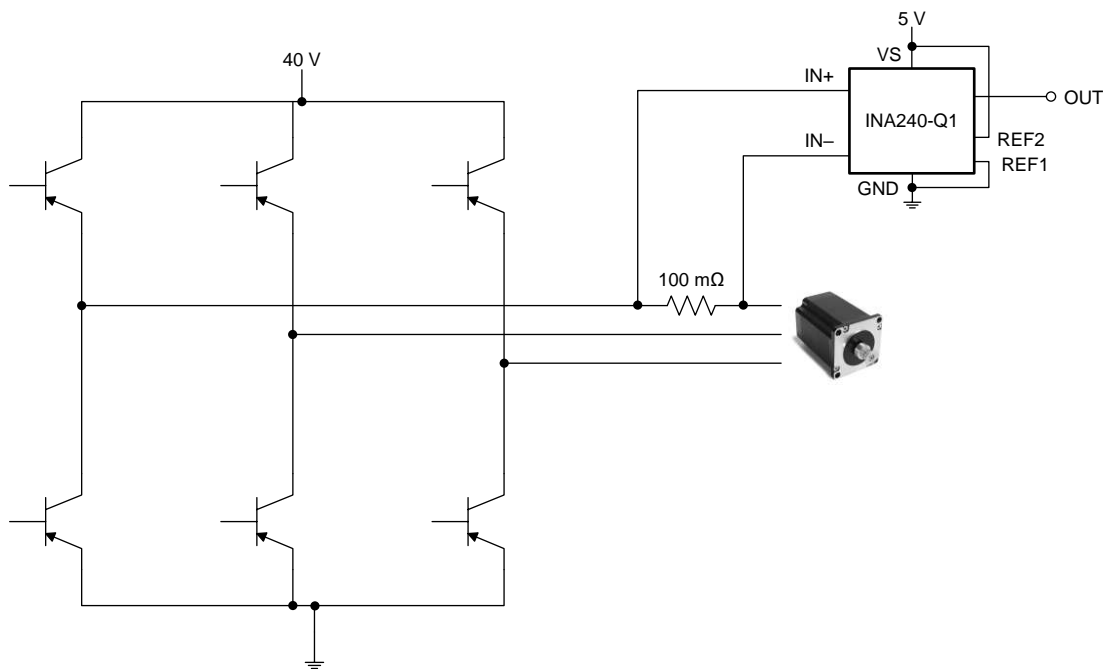 5 V
40 V
VS
IN+
INA240-Q1
OUT
IN–
REF2
REF1
GND
100 mΩ